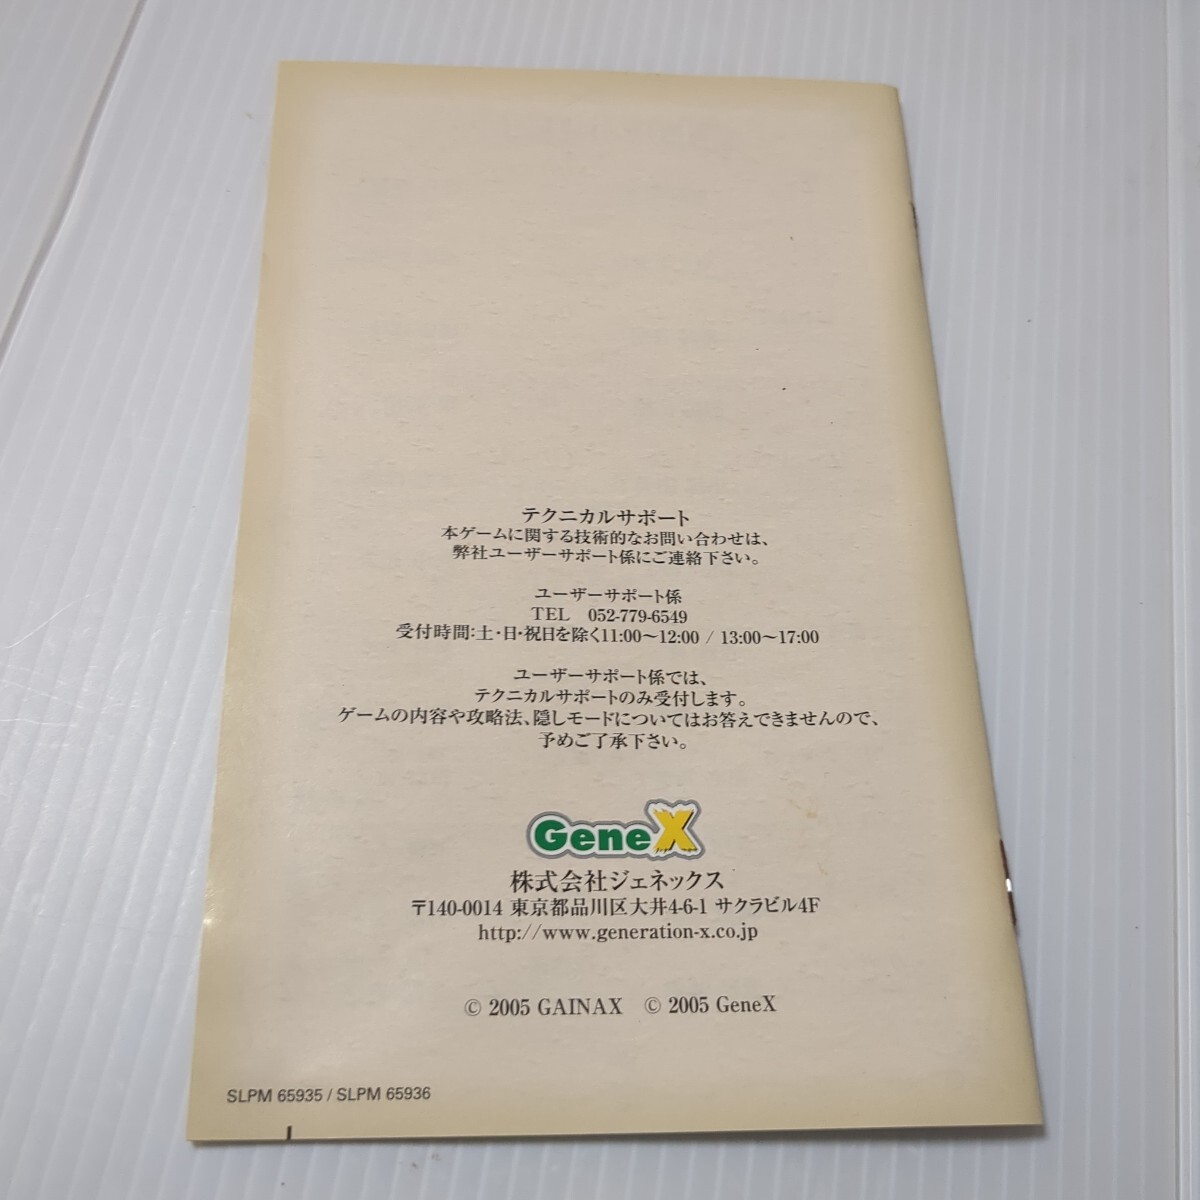 テクニカルサポート
本ゲームに関する技術的なお問い合わせは、
弊社ユーザーサポート係にご連絡下さい。
ユーザーサポート係
TEL 052-779-6549
受付時間:土・日・祝日を除く11:00〜12:00 / 13:00〜17:00
ユーザーサポート係では、
テクニカルサポートのみ受付します。
ゲームの内容や攻略法、隠しモードについてはお答えできませんので、
予めご了承下さい。
GeneX
株式会社ジェネックス
〒140-0014 東京都品川区大井4-6-1 サクラビル4F
http://www.generation-x.co.jp
© 2005 GAINAX © 2005 GeneX
SLPM 65935 / SLPM 65936